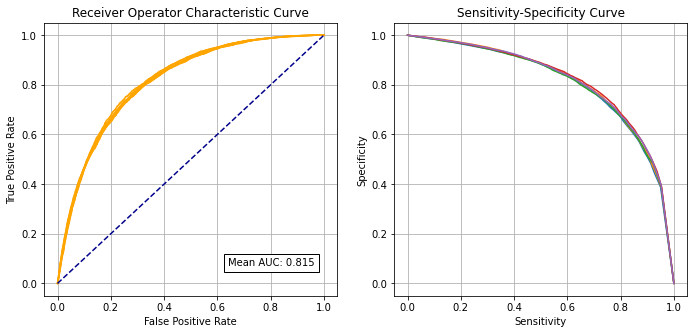 Receiver Operator Characteristic Curve
True Positive Rate
1.0
0.8
0.6
0.4
0.2
0.0
Mean AUC: 0.815
0.0 0.2 0.4 0.6 0.8 1.0
False Positive Rate
Sensitivity-Specificity Curve
Specificity
1.0
0.8
0.6
0.4
0.2
0.0
0.0 0.2 0.4 0.6 0.8 1.0
Sensitivity